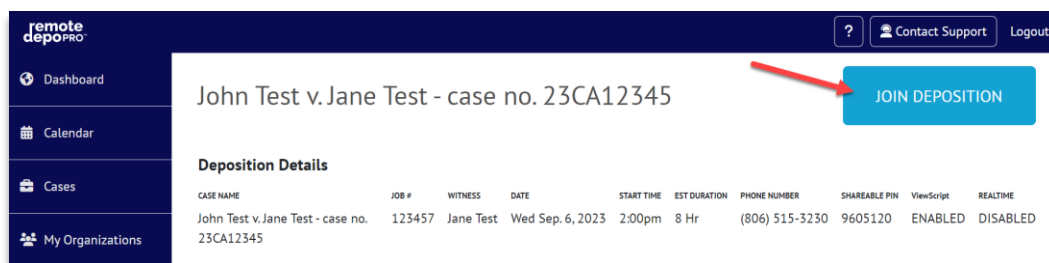 remote
depoPRO
? Contact Support Logout
Dashboard
Calendar
Cases
My Organizations
John Test v. Jane Test - case no. 23CA12345
JOIN DEPOSITION
Deposition Details
CASE NAME JOB # WITNESS DATE START TIME EST DURATION PHONE NUMBER SHAREABLE PIN ViewScript REALTIME
John Test v. Jane Test - case no. 123457 Jane Test Wed Sep. 6, 2023 2:00pm 8 Hr (806) 515-3230 9605120 ENABLED DISABLED
23CA12345